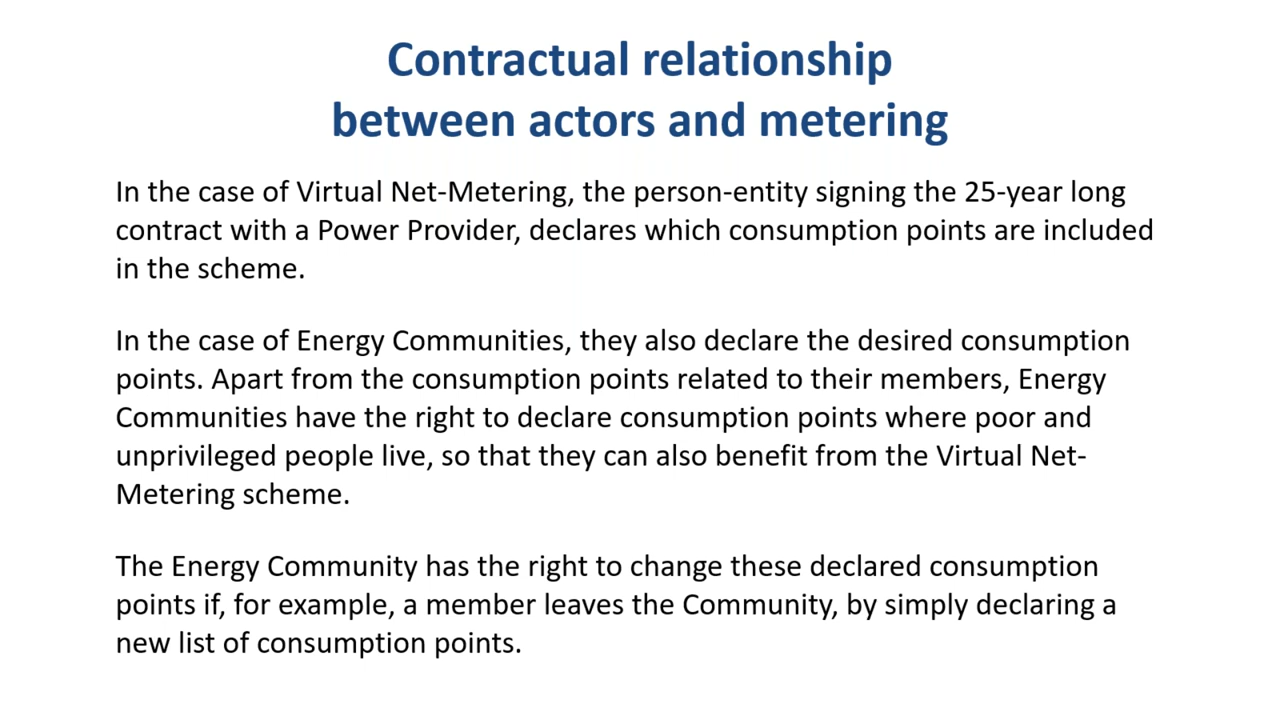 Contractual relationship
between actors and metering
In the case of Virtual Net-Metering, the person-entity signing the 25-year long
contract with a Power Provider, declares which consumption points are included
in the scheme.
In the case of Energy Communities, they also declare the desired consumption
points. Apart from the consumption points related to their members, Energy
Communities have the right to declare consumption points where poor and
unprivileged people live, so that they can also benefit from the Virtual Net-
Metering scheme.
The Energy Community has the right to change these declared consumption
points if, for example, a member leaves the Community, by simply declaring a
new list of consumption points.